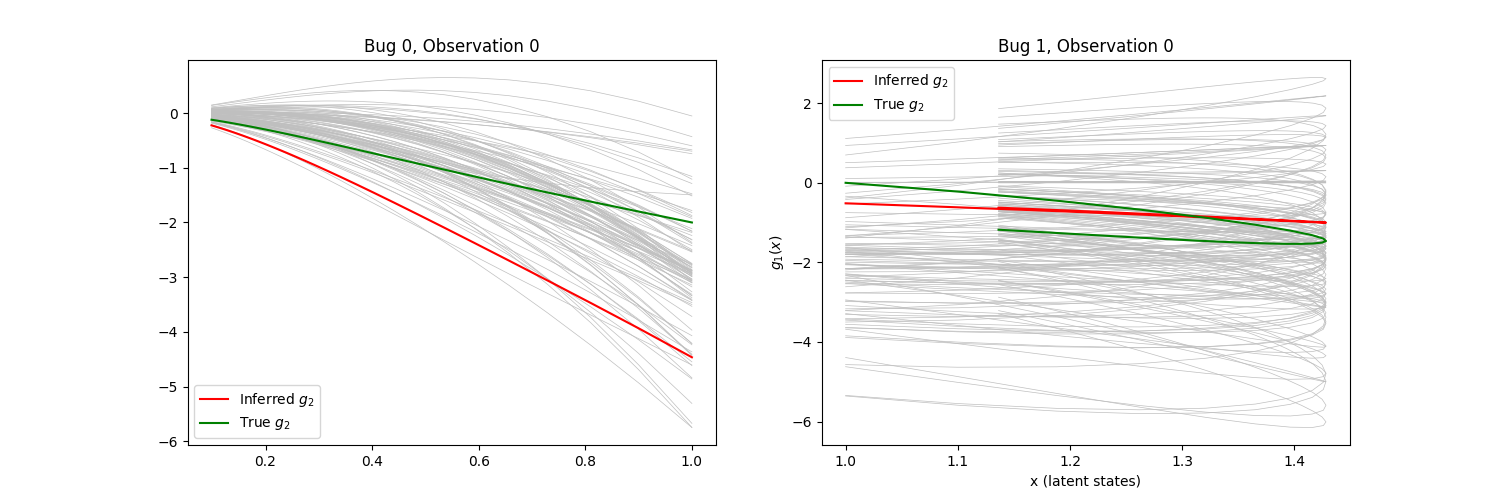 Bug 0, Observation 0
0
−1
−2
−3
−4
−5
−6
Inferred g₂
True g₂
0.2 0.4 0.6 0.8 1.0
Bug 1, Observation 0
Inferred g₂
True g₂
2
0
−2
−4
−6
g₁(x)
1.0 1.1 1.2 1.3 1.4
x (latent states)